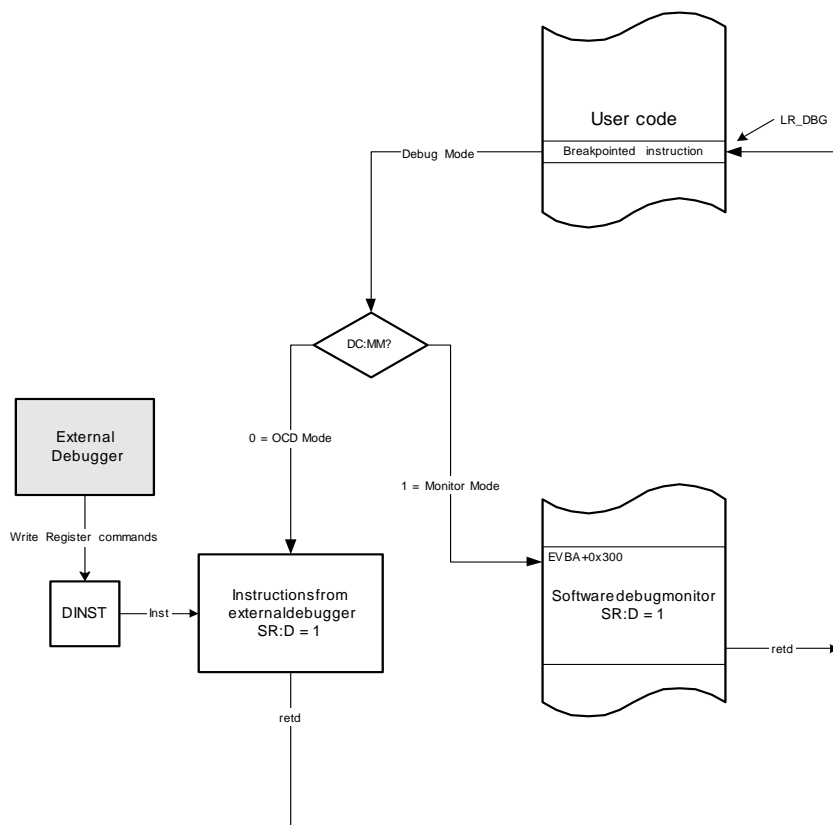 User code
LR_DBG
Breakpointed instruction
Debug Mode
DC:MM?
0 = OCD Mode
1 = Monitor Mode
External
Debugger
Write Register commands
DINST
Inst
Instructionsfrom
externaldebugger
SR:D = 1
EVBA+0x300
Softwaredebugmonitor
SR:D = 1
retd
retd